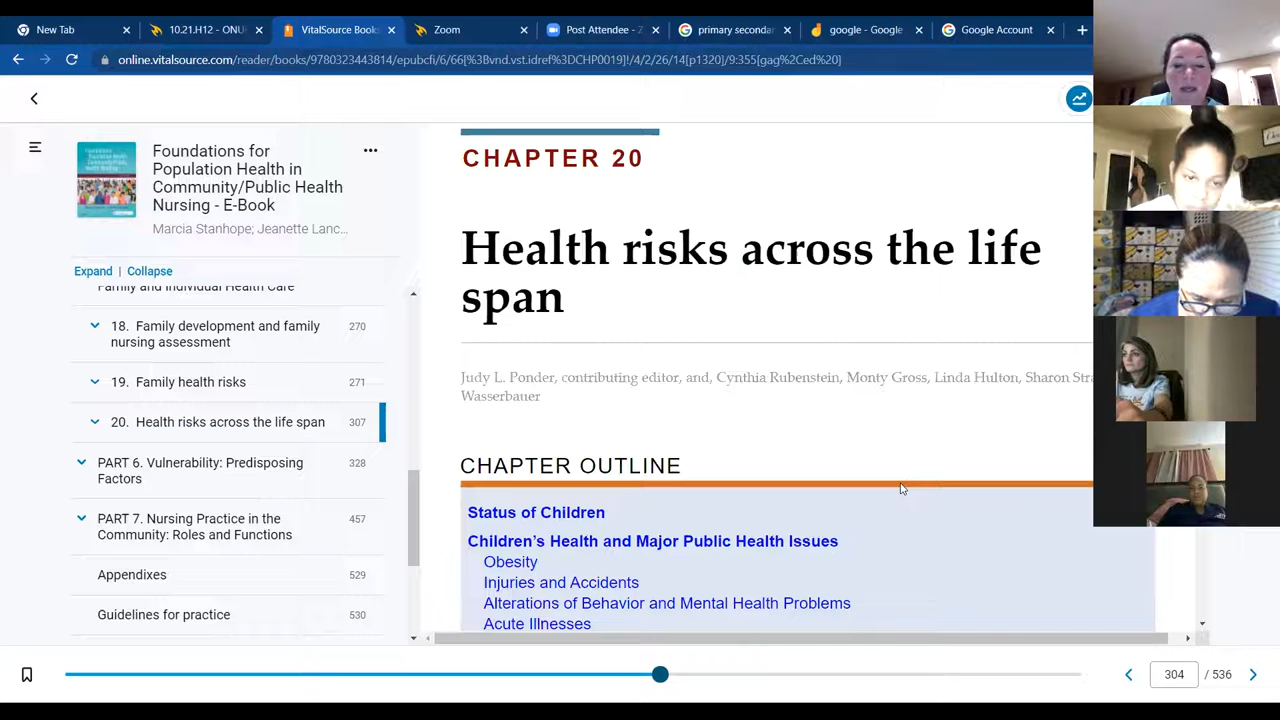 New Tab
10.21.H12 - ONU
VitalSource Book
Zoom
Post Attendee - Z
primary seconda
google - Google
Google Account
online.vitalsource.com/reader/books/9780323443814/epubcfi/6/66[%3Bvnd.vst.idref%3DCHP0019]!/4/2/26/14[p1320]/9:355[gag%2Ced%20]
Foundations for
Population Health in
Community/Public Health
Nursing - E-Book
Marcia Stanhope; Jeanette Lanc...
Expand | Collapse
Family and Individual Health Care
18. Family development and family 270
nursing assessment
19. Family health risks 271
20. Health risks across the life span 307
PART 6. Vulnerability: Predisposing 328
Factors
PART 7. Nursing Practice in the 457
Community: Roles and Functions
Appendixes 529
Guidelines for practice 530
CHAPTER 20
Health risks across the life
span
Judy L. Ponder, contributing editor, and, Cynthia Rubenstein, Monty Gross, Linda Hulton, Sharon Stra
Wasserbauer
CHAPTER OUTLINE
Status of Children
Children’s Health and Major Public Health Issues
Obesity
Injuries and Accidents
Alterations of Behavior and Mental Health Problems
Acute Illnesses
304 / 536